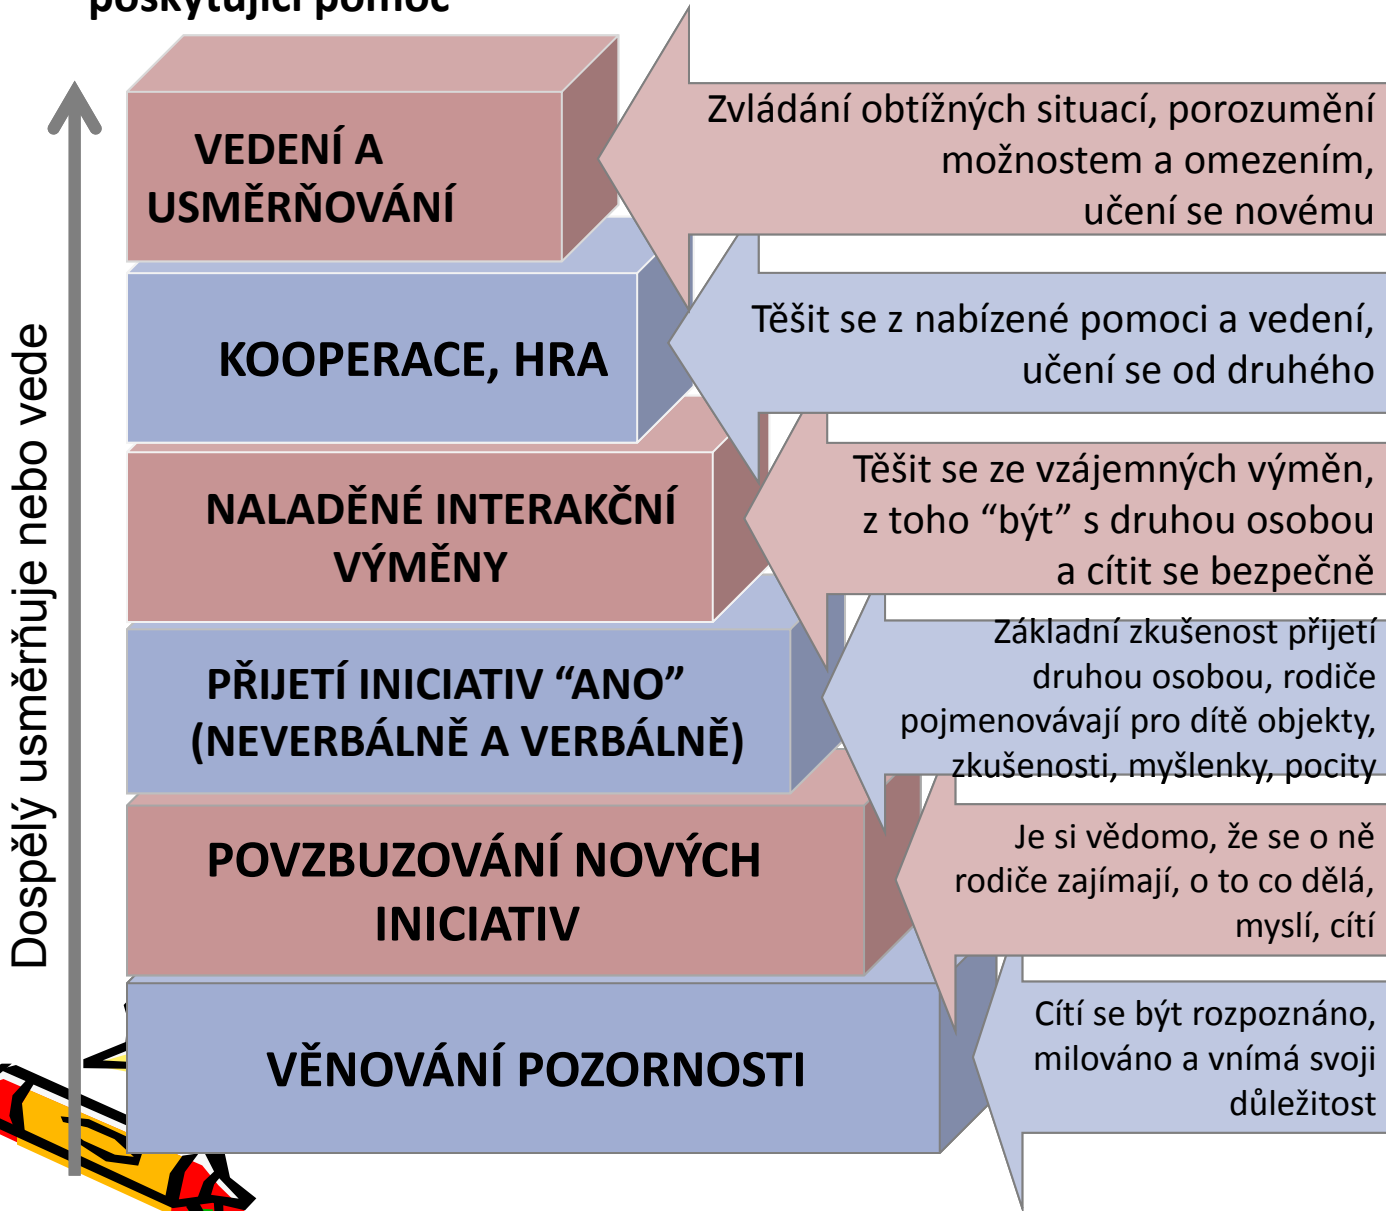 poskytující pomoc
Dospělý usměrňuje nebo vede
VEDENÍ A
USMĚRŇOVÁNÍ
Zvládání obtížných situací, porozumění
možnostem a omezením,
učení se novému
KOOPERACE, HRA
Těšit se z nabízené pomoci a vedení,
učení se od druhého
NALADĚNÉ INTERAKČNÍ
VÝMĚNY
Těšit se ze vzájemných výměn,
z toho “být” s druhou osobou
a cítit se bezpečně
PŘIJETÍ INICIATIV “ANO”
(NEVERBÁLNĚ A VERBÁLNĚ)
Základní zkušenost přijetí
druhou osobou, rodiče
pojmenovávají pro dítě objekty,
zkušenosti, myšlenky, pocity
POVZBUZOVÁNÍ NOVÝCH
INICIATIV
Je si vědomo, že se o ně
rodiče zajímají, o to co dělá,
myslí, cítí
VĚNOVÁNÍ POZORNOSTI
Cítí se být rozpoznáno,
milováno a vnímá svoji
důležitost